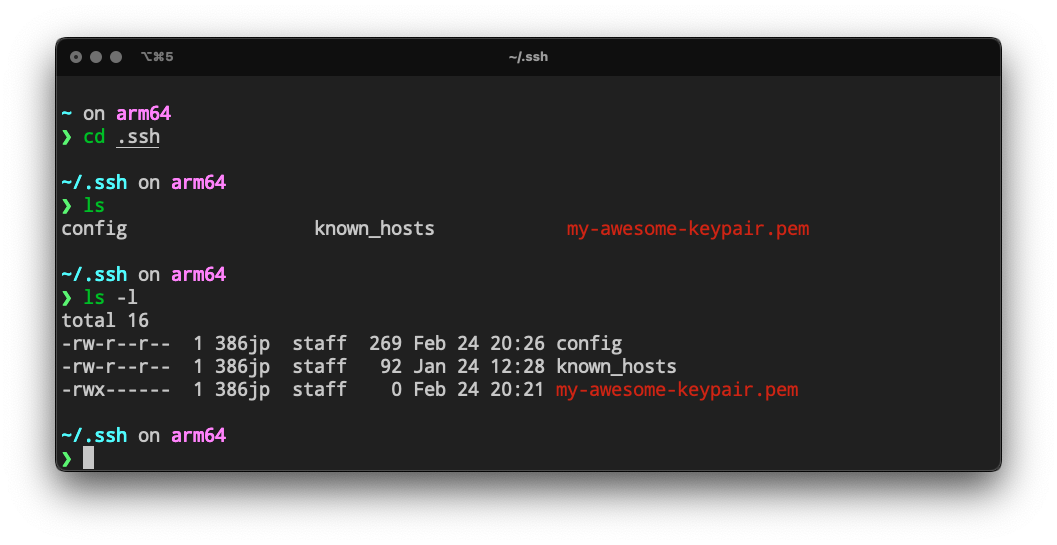 ⌥⌘5 ~/.ssh
~ on arm64
❯ cd .ssh
~/.ssh on arm64
❯ ls
config known_hosts my-awesome-keypair.pem
~/.ssh on arm64
❯ ls -l
total 16
-rw-r--r-- 1 386jp staff 269 Feb 24 20:26 config
-rw-r--r-- 1 386jp staff 92 Jan 24 12:28 known_hosts
-rwx------ 1 386jp staff 0 Feb 24 20:21 my-awesome-keypair.pem
~/.ssh on arm64
❯